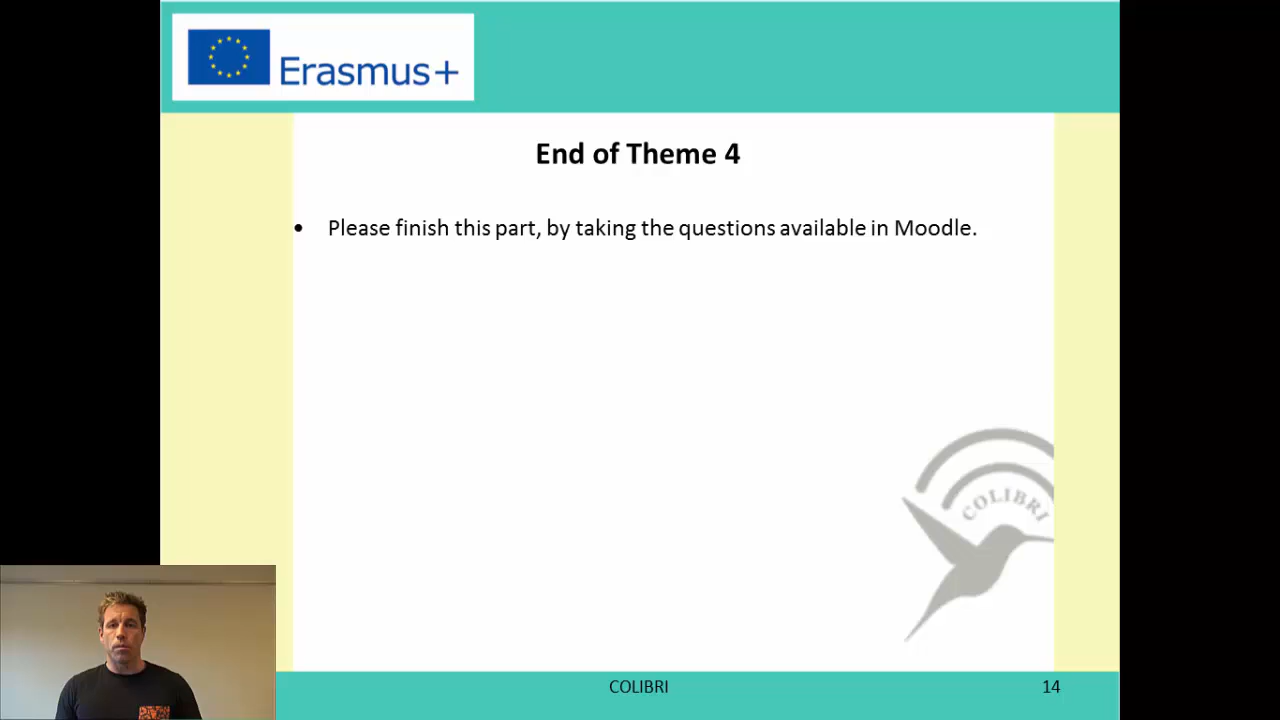 Erasmus+
End of Theme 4
• Please finish this part, by taking the questions available in Moodle.
COLIBRI
COLIBRI
14